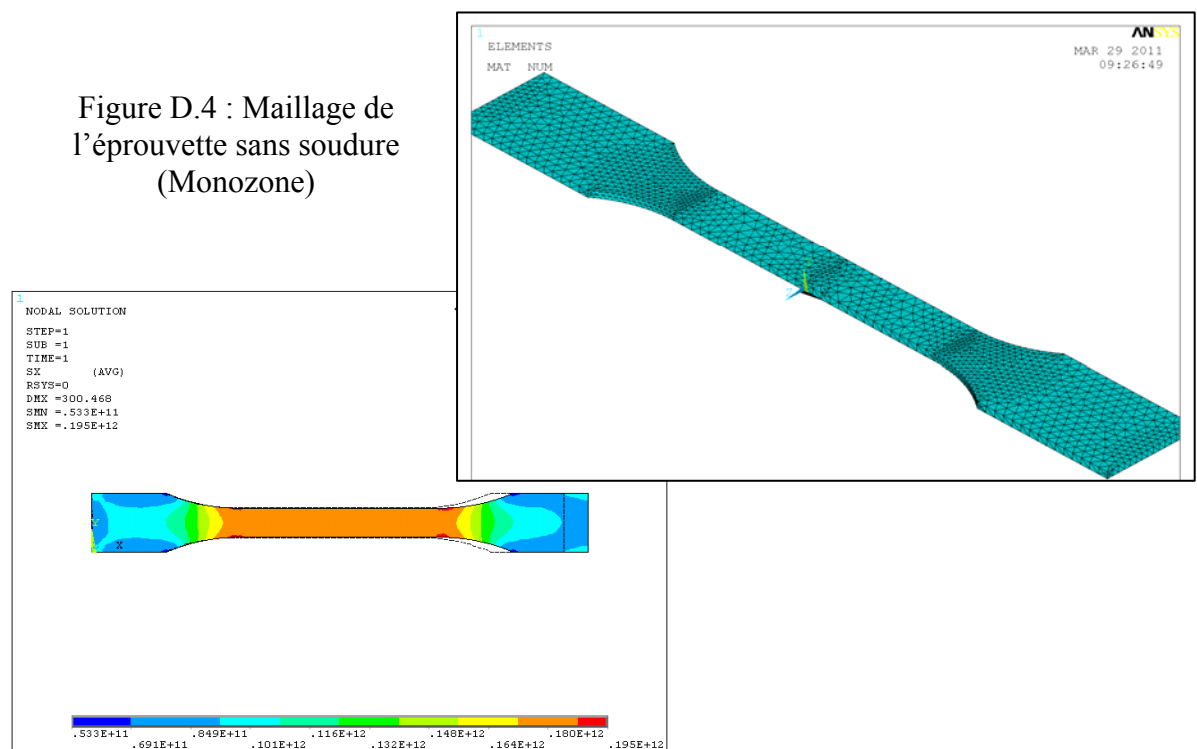 Figure D.4 : Maillage de
l’éprouvette sans soudure
(Monozone)
1
ELEMENTS
MAT NUM
ANSYS
MAR 29 2011
09:26:49
1
NODAL SOLUTION
STEP=1
SUB =1
TIME=1
SX (AVG)
RSYS=0
DMX =300.468
SMN =.533E+11
SMX =.195E+12
Y
X
Z
.533E+11 .849E+11 .116E+12 .148E+12 .180E+12
.691E+11 .101E+12 .132E+12 .164E+12 .195E+12